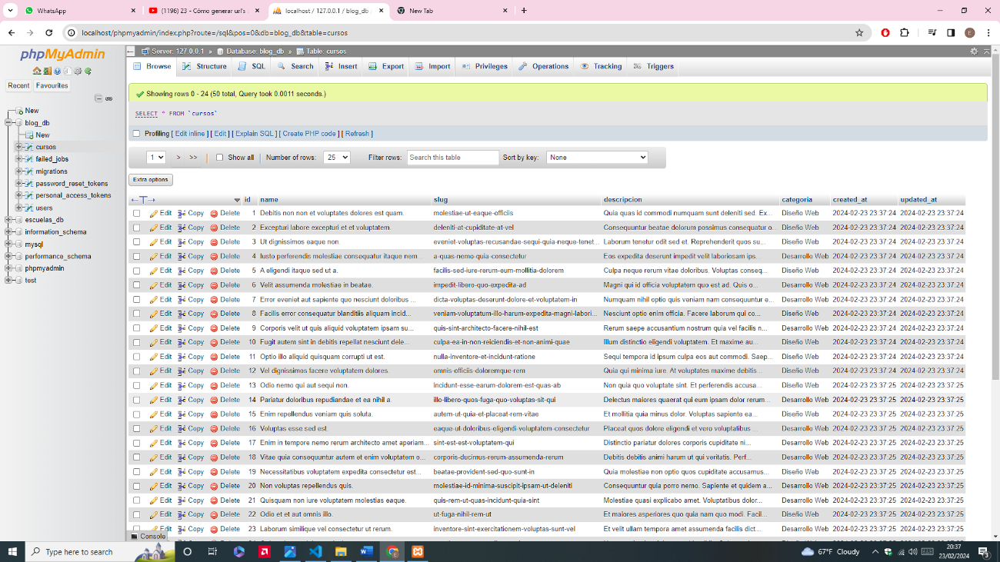 WhatsApp
(1196) 23 - Cómo generar url's
localhost / 127.0.0.1 / blog_db
New Tab
localhost/phpmyadmin/index.php?route=/sql&pos=0&db=blog_db&table=cursos
phpMyAdmin
Recent Favourites
New
blog_db
New
cursos
failed_jobs
migrations
password_reset_tokens
personal_access_tokens
users
escuelas_db
information_schema
mysql
performance_schema
phpmyadmin
test
Server: 127.0.0.1 » Database: blog_db » Table: cursos
Browse Structure SQL Search Insert Export Import Privileges Operations Tracking Triggers
Showing rows 0 - 24 (50 total, Query took 0.0011 seconds.)
SELECT * FROM `cursos`
Profiling [ Edit inline ] [ Edit ] [ Explain SQL ] [ Create PHP code ] [ Refresh ]
1 > >> Show all Number of rows: 25 Filter rows: Search this table Sort by key: None
Extra options
←T→ id name slug descripcion categoria created_at updated_at
Edit Copy Delete 1 Debitis non non et voluptates dolores est quam. molestiae-ut-eaque-officiis Quia quas id commodi numquam sunt deleniti sed. Ex... Diseño Web 2024-02-23 23:37:24 2024-02-23 23:37:24
Edit Copy Delete 2 Excepturi labore excepturi et et voluptatem. deleniti-at-cupiditate-at-vel Consequuntur beatae dolorum possimus consequatur o... Diseño Web 2024-02-23 23:37:24 2024-02-23 23:37:24
Edit Copy Delete 3 Ut dignissimos eaque non. eveniet-voluptas-recusandae-sequi-quia-neque-tenet... Laborum tenetur odit sed et. Reprehenderit quos su... Diseño Web 2024-02-23 23:37:24 2024-02-23 23:37:24
Edit Copy Delete 4 Iusto perferendis molestiae consequatur itaque nem... a-quas-nemo-quia-consectetur Eos expedita deserunt impedit velit laboriosam ips... Desarrollo Web 2024-02-23 23:37:24 2024-02-23 23:37:24
Edit Copy Delete 5 A eligendi itaque sed ut a. facilis-sed-iure-rerum-eum-mollitia-dolorem Culpa neque rerum vitae doloribus. Voluptas conseq... Diseño Web 2024-02-23 23:37:24 2024-02-23 23:37:24
Edit Copy Delete 6 Velit assumenda molestiae in beatae. impedit-libero-quo-expedita-ad Magni qui id officia voluptatem quo est ad. Quis o... Diseño Web 2024-02-23 23:37:24 2024-02-23 23:37:24
Edit Copy Delete 7 Error eveniet aut sapiente quo nesciunt doloribus ... dicta-voluptas-deserunt-dolore-et-voluptatem-in Numquam nihil optio quis veniam nam consequuntur e... Diseño Web 2024-02-23 23:37:24 2024-02-23 23:37:24
Edit Copy Delete 8 Facilis error consequatur blanditiis aliquam incid... veniam-voluptatum-illo-harum-expedita-magni-labori... Nesciunt optio enim officia. Facere laborum qui co... Diseño Web 2024-02-23 23:37:24 2024-02-23 23:37:24
Edit Copy Delete 9 Corporis velit ut quis aliquid voluptatem ipsam su... quis-sint-architecto-facere-nihil-est Rerum saepe accusantium nostrum quia vel facilis n... Desarrollo Web 2024-02-23 23:37:24 2024-02-23 23:37:24
Edit Copy Delete 10 Fugit autem sint in debitis repellat nesciunt dele... culpa-ea-in-non-reiciendis-et-non-animi-quae Illum distinctio eligendi voluptatem. Et maxime au... Diseño Web 2024-02-23 23:37:24 2024-02-23 23:37:24
Edit Copy Delete 11 Optio illo aliquid quisquam corrupti ut est. nulla-inventore-et-incidunt-ratione Sequi tempora id ipsum culpa eos aut commodi. Saep... Diseño Web 2024-02-23 23:37:24 2024-02-23 23:37:24
Edit Copy Delete 12 Vel dignissimos facere voluptatem dolores. omnis-officiis-doloremque-rem Quia qui minima iure. At voluptates maxime debitis... Desarrollo Web 2024-02-23 23:37:24 2024-02-23 23:37:24
Edit Copy Delete 13 Odio nemo qui aut sequi non. incidunt-esse-earum-dolorem-est-quas-ab Non quia quo voluptate sint. Et perferendis accusa... Diseño Web 2024-02-23 23:37:25 2024-02-23 23:37:25
Edit Copy Delete 14 Pariatur doloribus repudiandae et ea nihil a. illo-libero-quos-fuga-quo-voluptas-sit-qui Delectus maiores quaerat qui eum ipsam dolor rerum... Desarrollo Web 2024-02-23 23:37:25 2024-02-23 23:37:25
Edit Copy Delete 15 Enim repellendus veniam quis soluta. autem-ut-quia-et-placeat-rem-vitae Et mollitia quia minus dolor. Voluptas sapiente ea... Desarrollo Web 2024-02-23 23:37:25 2024-02-23 23:37:25
Edit Copy Delete 16 Voluptas esse sed est. eaque-ut-doloribus-eligendi-voluptatem-consectetur Placeat quos dolore eligendi et vero voluptatibus ... Desarrollo Web 2024-02-23 23:37:25 2024-02-23 23:37:25
Edit Copy Delete 17 Enim in tempore nemo rerum architecto amet aperiam... sint-est-est-voluptatem-qui Distinctio pariatur dolores corporis cupiditate ni... Desarrollo Web 2024-02-23 23:37:25 2024-02-23 23:37:25
Edit Copy Delete 18 Vitae quia consequuntur autem et enim voluptatem o... corporis-ducimus-rerum-assumenda-rerum Debitis debitis animi harum ut qui veritatis. Perf... Desarrollo Web 2024-02-23 23:37:25 2024-02-23 23:37:25
Edit Copy Delete 19 Necessitatibus voluptatem expedita consectetur est... beatae-provident-sed-quo-sunt-in Quia molestiae non optio quos cupiditate accusamus... Diseño Web 2024-02-23 23:37:25 2024-02-23 23:37:25
Edit Copy Delete 20 Non voluptas repellendus quis. molestiae-id-minima-suscipit-ipsam-ut-deleniti Consequuntur quia porro nemo. Sapiente et quidem a... Desarrollo Web 2024-02-23 23:37:25 2024-02-23 23:37:25
Edit Copy Delete 21 Quisquam non iure voluptatem molestias eaque. quis-rem-ut-quas-incidunt-quia-sint Molestiae quasi explicabo amet. Voluptatibus dolor... Desarrollo Web 2024-02-23 23:37:25 2024-02-23 23:37:25
Edit Copy Delete 22 Odio et et aut omnis illo. ut-fuga-nihil-rem-ut Et maiores asperiores quo quia nam quo modi. Facil... Diseño Web 2024-02-23 23:37:25 2024-02-23 23:37:25
Edit Copy Delete 23 Laborum similique vel consectetur ut rerum. inventore-sint-exercitationem-voluptas-sunt-vel Et velit ullam tempora amet assumenda facilis dict... Desarrollo Web 2024-02-23 23:37:25 2024-02-23 23:37:25
Console
Type here to search
67°F Cloudy
20:37
23/02/2024
3